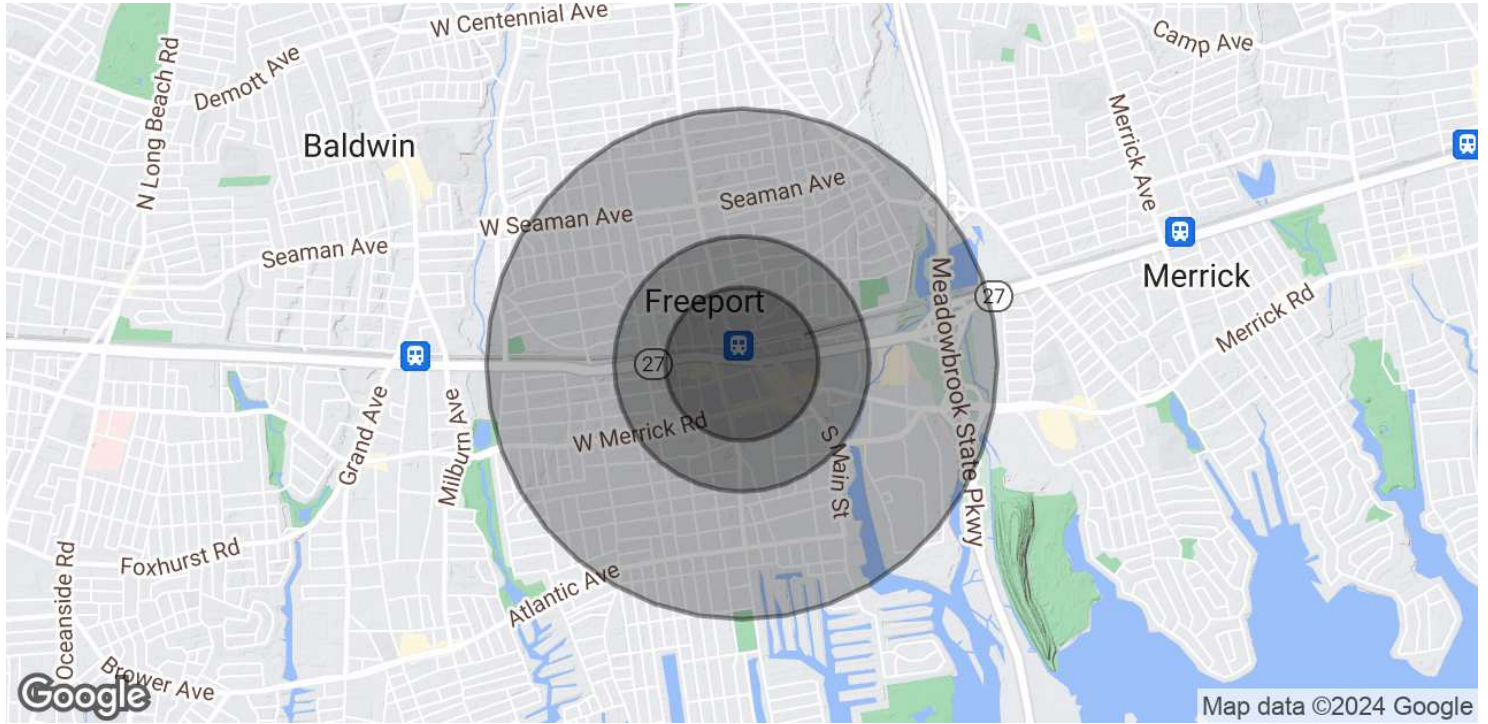 W Centennial Ave
Camp Ave
Demott Ave
N Long Beach Rd
Merrick Ave
Baldwin
Seaman Ave
W Seaman Ave
Seaman Ave
Meadowbrook State Pkwy
Merrick
Freeport
27
27
Merrick Rd
Grand Ave
Milburn Ave
W Merrick Rd
S Main St
Foxhurst Rd
Atlantic Ave
Oceanside Rd
Brower Ave
Google
Map data ©2024 Google